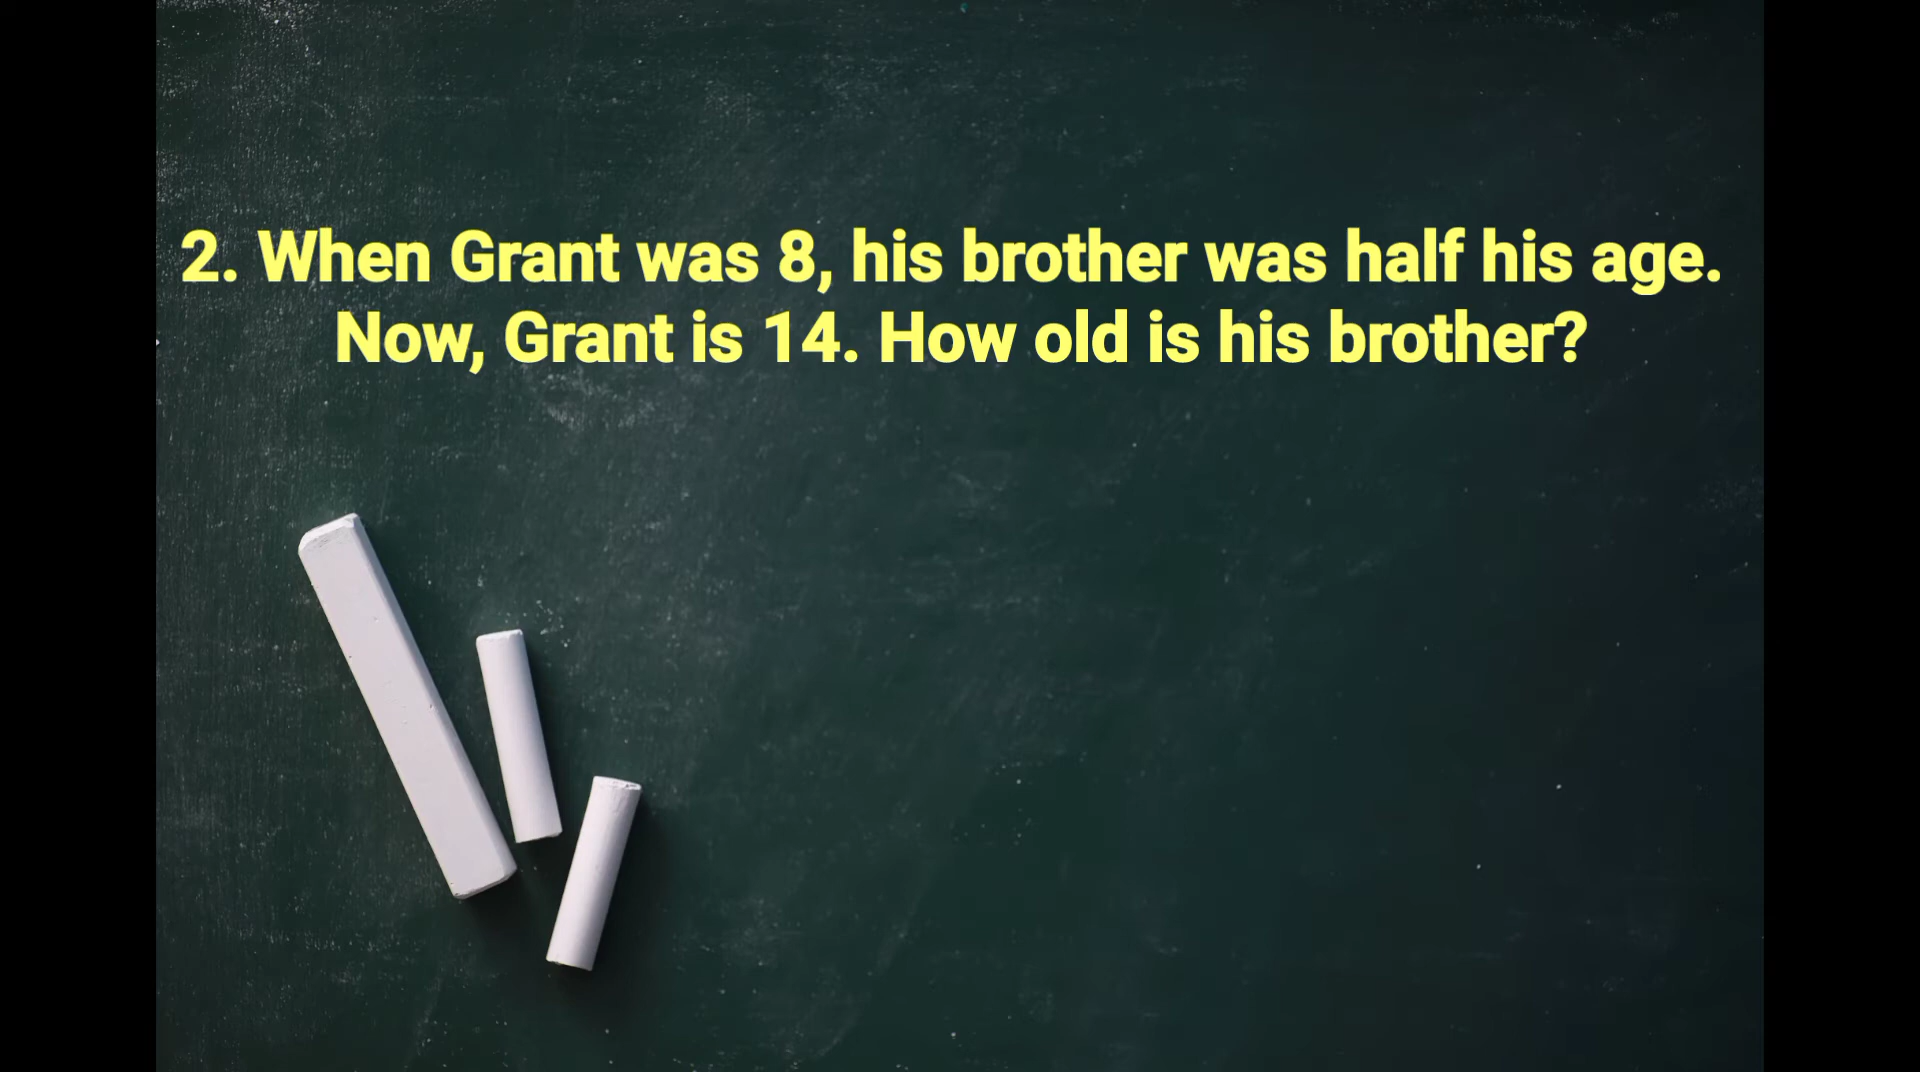 2. When Grant was 8, his brother was half his age.
Now, Grant is 14. How old is his brother?